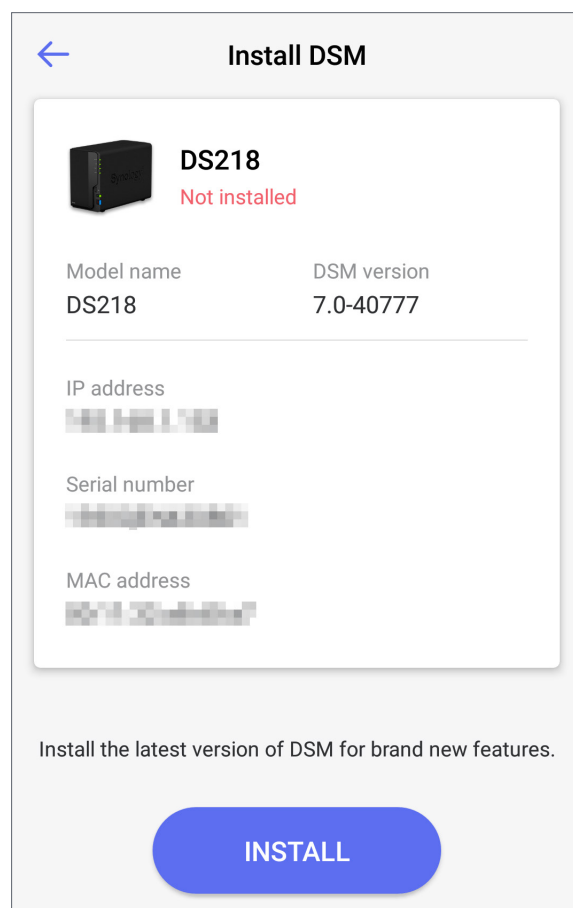 Install DSM
DS218
Not installed
Model name
DSM version
DS218
7.0-40777
IP address
Serial number
MAC address
Install the latest version of DSM for brand new features.
INSTALL